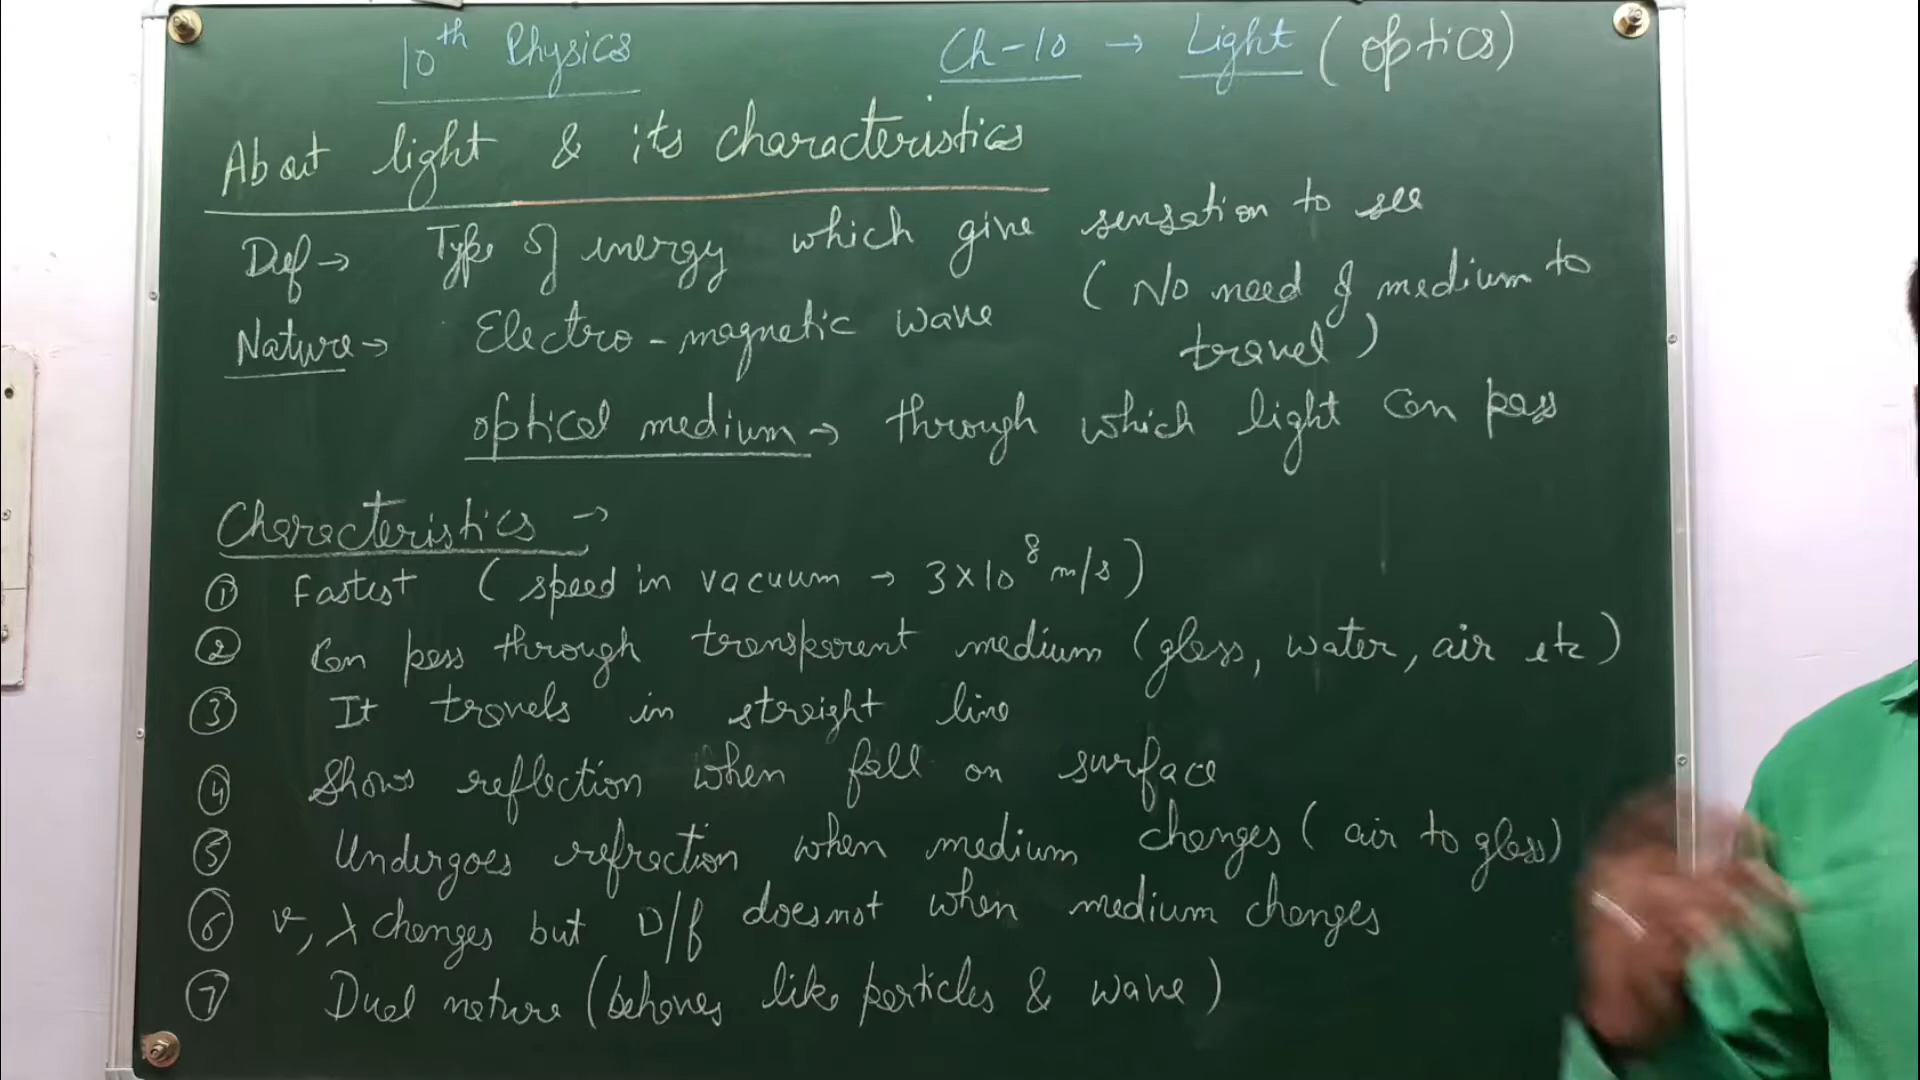 10th Physics Ch-10 → Light (optics)
About light & its characteristics
Def → Type of energy which give sensation to see
Nature → Electro-magnetic wave (No need of medium to
travel)
optical medium → through which light can pass
Characteristics →
① Fastest (speed in vacuum → 3×10⁸ m/s)
② Can pass through transparent medium (glass, water, air etc)
③ It travels in straight line
④ Shows reflection when fall on surface
⑤ Undergoes refraction when medium changes (air to glass)
⑥ v, λ changes but ν/f doesnot when medium changes
⑦ Dual nature (behaves like particles & wave)